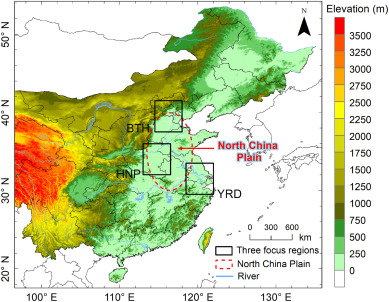 Elevation (m)
50° N
40° N
30° N
20° N
N
BTH
North China
Plain
HNP
YRD
0 300 600
km
Three focus regions
North China Plain
River
100° E
110° E
120° E
130° E
3500
3250
3000
2750
2500
2250
2000
1750
1500
1250
1000
750
500
250
0